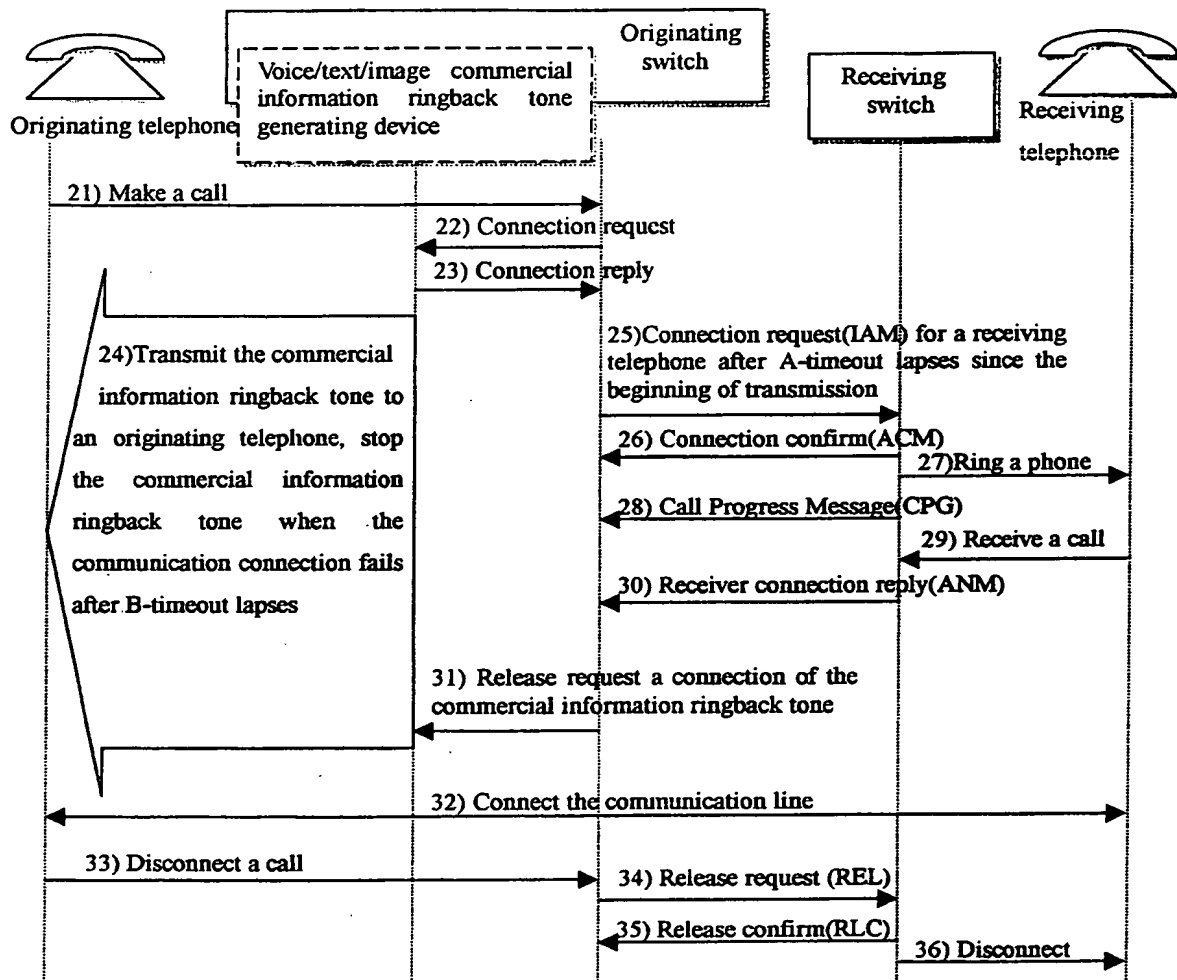 Originating telephone
Voice/text/image commercial
information ringback tone
generating device
Originating
switch
Receiving
switch
Receiving
telephone
21) Make a call
22) Connection request
23) Connection reply
24)Transmit the commercial
information ringback tone to
an originating telephone, stop
the commercial information
ringback tone when the
communication connection fails
after B-timeout lapses
25)Connection request(IAM) for a receiving
telephone after A-timeout lapses since the
beginning of transmission
26) Connection confirm(ACM)
27)Ring a phone
28) Call Progress Message(CPG)
29) Receive a call
30) Receiver connection reply(ANM)
31) Release request a connection of the
commercial information ringback tone
32) Connect the communication line
33) Disconnect a call
34) Release request (REL)
35) Release confirm(RLC)
36) Disconnect